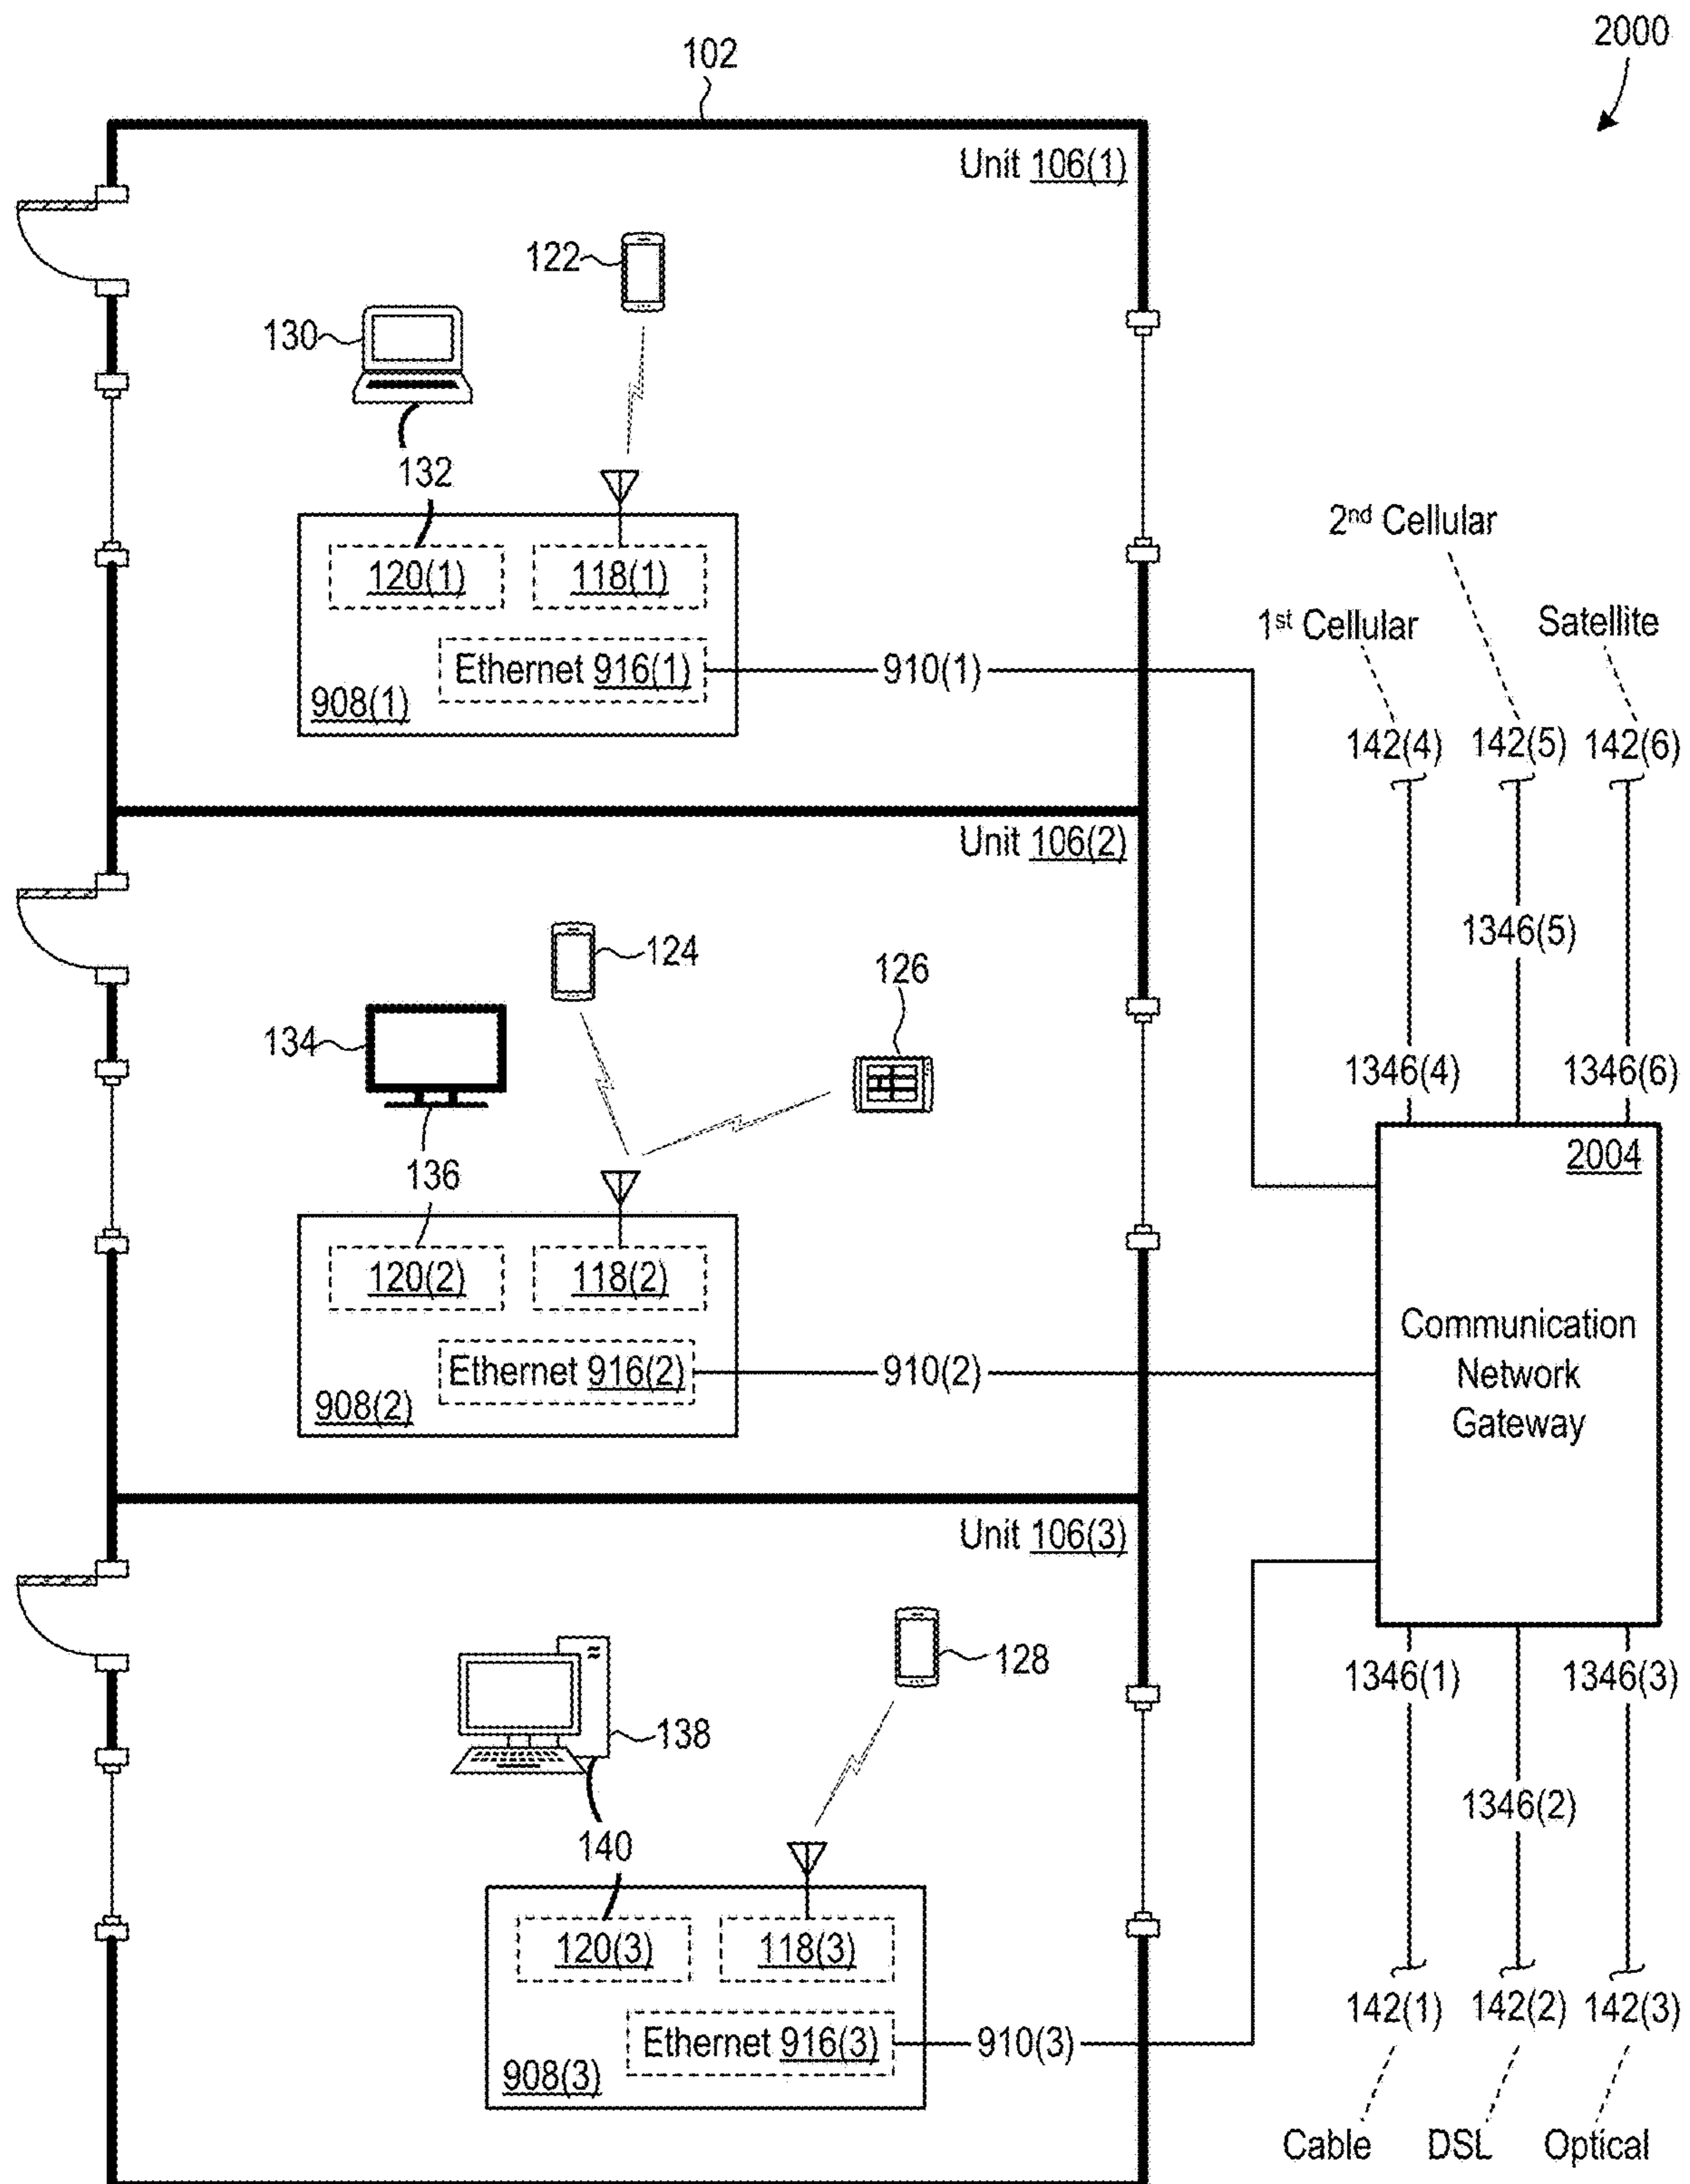 2000
102
Unit 106(1)
122
130
132
120(1)
118(1)
Ethernet 916(1)
908(1)
910(1)
2nd Cellular
1st Cellular
Satellite
142(4)
142(5)
142(6)
Unit 106(2)
124
126
134
136
120(2)
118(2)
Ethernet 916(2)
908(2)
910(2)
1346(5)
1346(4)
1346(6)
2004
Communication
Network
Gateway
Unit 106(3)
128
138
140
120(3)
118(3)
Ethernet 916(3)
908(3)
910(3)
1346(1)
1346(3)
1346(2)
142(1)
142(2)
142(3)
Cable
DSL
Optical